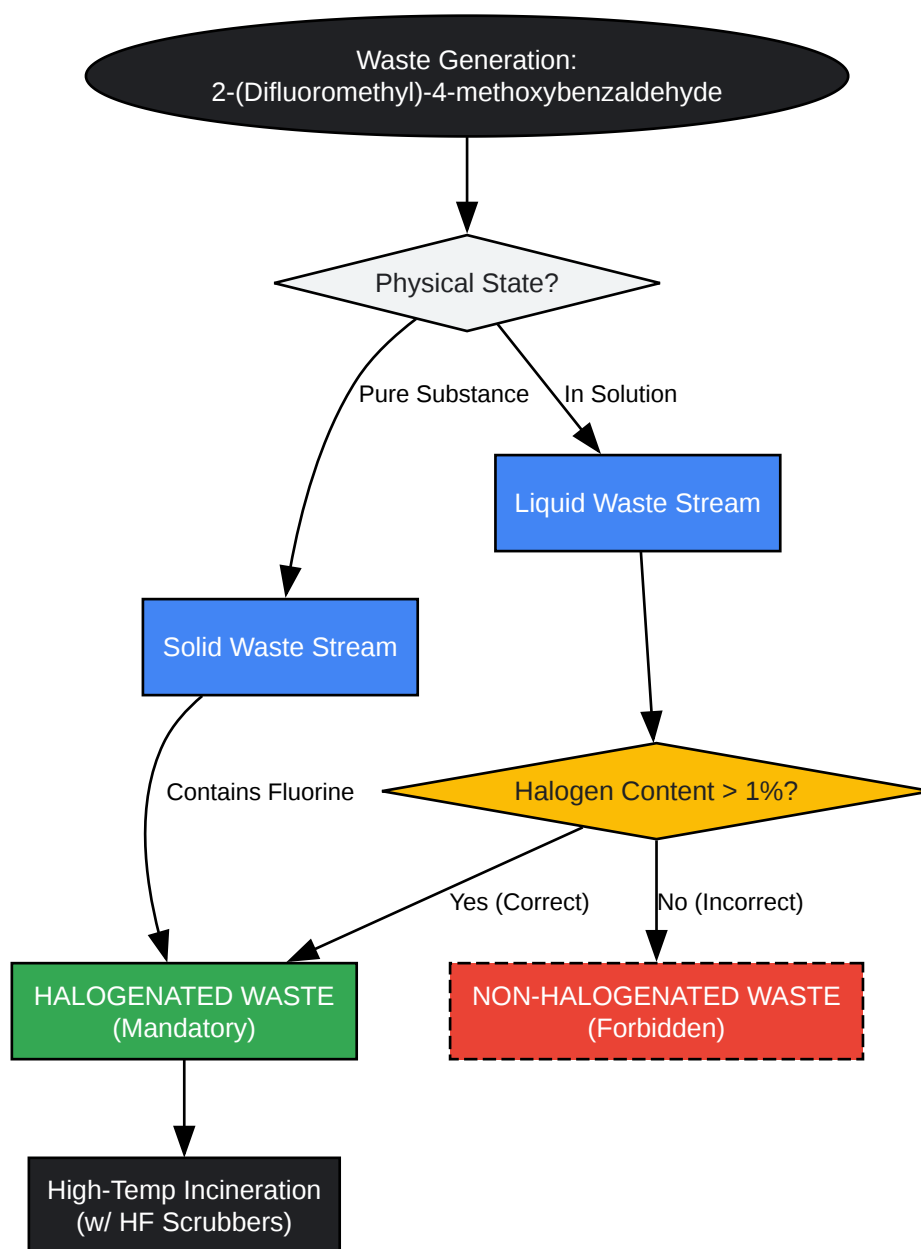 Waste Generation:
2-(Difluoromethyl)-4-methoxybenzaldehyde
Physical State?
Pure Substance
In Solution
Liquid Waste Stream
Solid Waste Stream
Contains Fluorine
Halogen Content > 1%?
Yes (Correct)
No (Incorrect)
HALOGENATED WASTE
(Mandatory)
NON-HALOGENATED WASTE
(Forbidden)
High-Temp Incineration
(w/ HF Scrubbers)